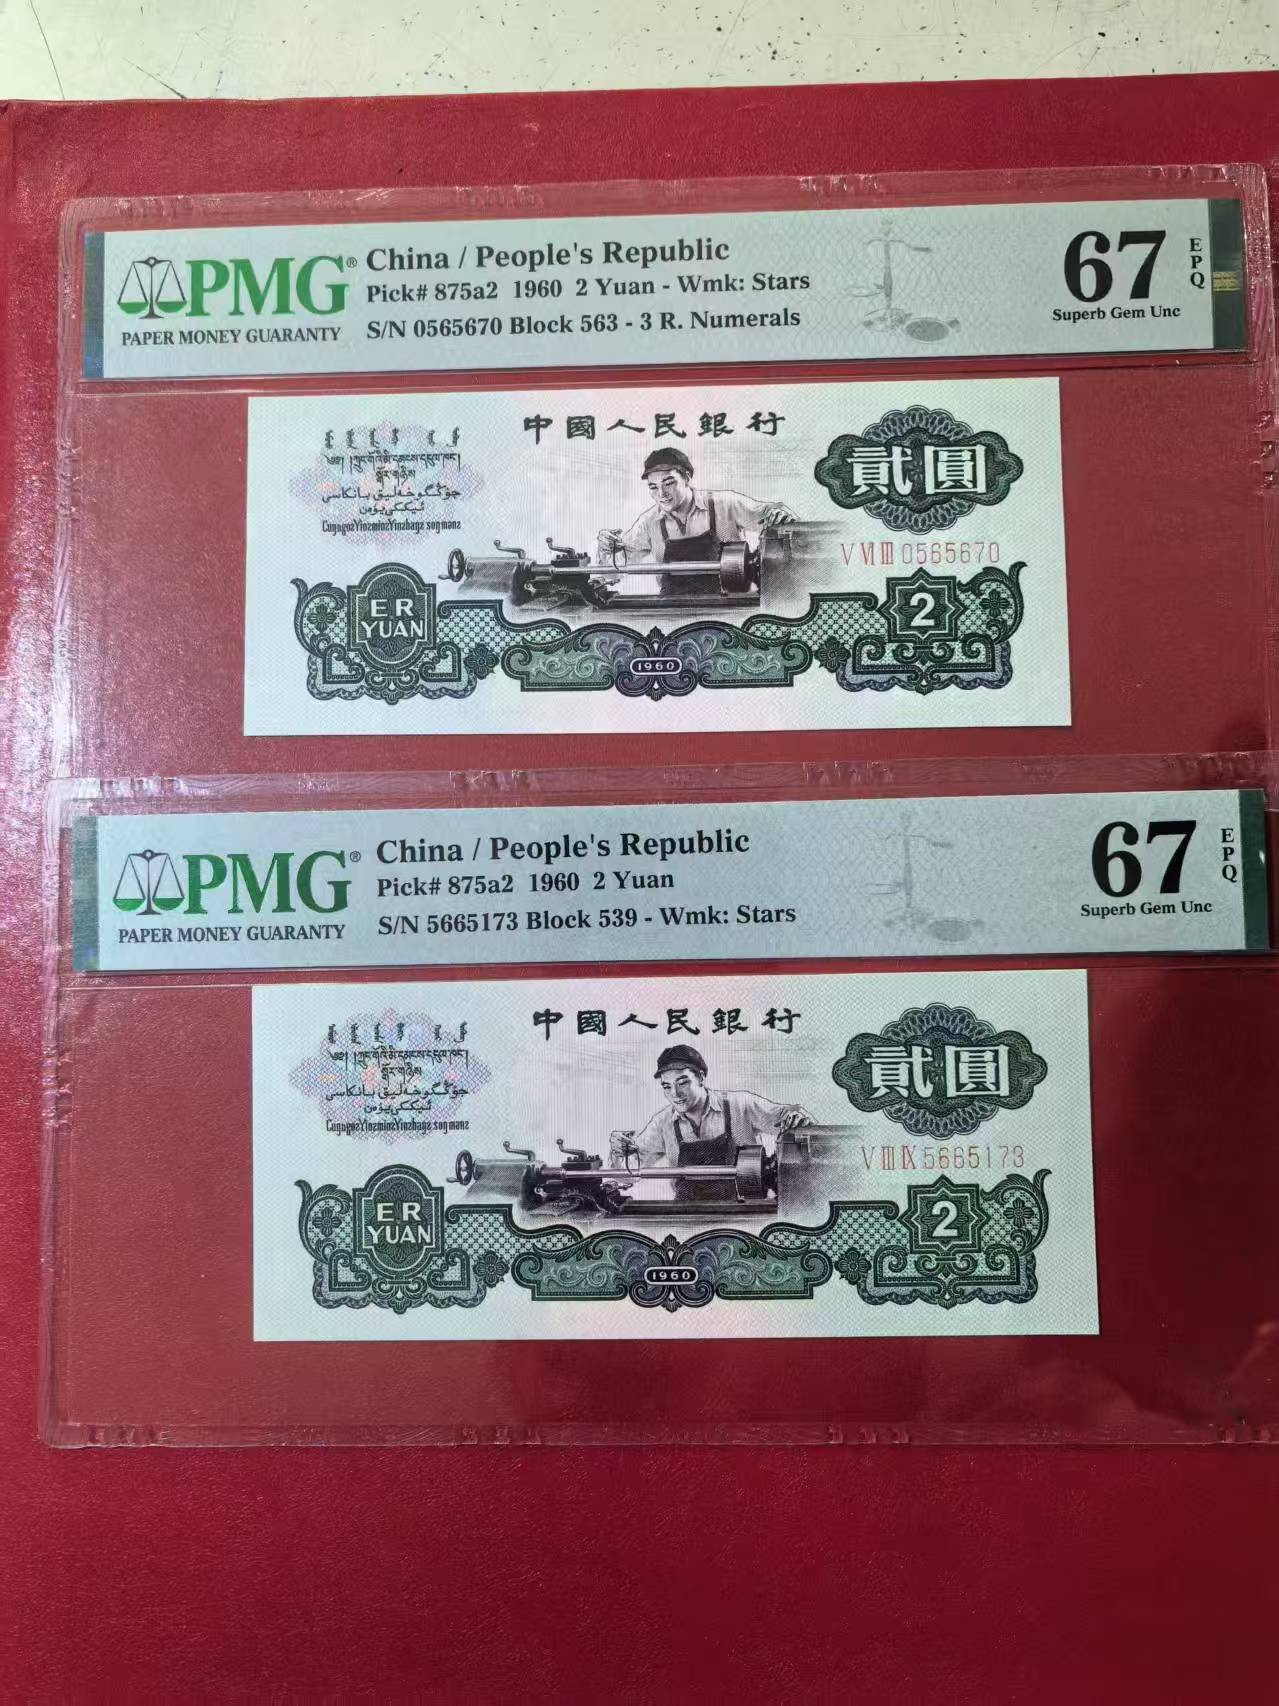 PMG®
PAPER MONEY GUARANTY
China / People's Republic
Pick# 875a2 1960 2 Yuan - Wmk: Stars
S/N 0565670 Block 563 - 3 R. Numerals
67
EPQ
Superb Gem Unc
中國人民銀行
貳圓
ⅤⅥⅢ 0565670
ER
YUAN
1960
2
PMG®
PAPER MONEY GUARANTY
China / People's Republic
Pick# 875a2 1960 2 Yuan
S/N 5665173 Block 539 - Wmk: Stars
67
EPQ
Superb Gem Unc
中國人民銀行
貳圓
ⅤⅢⅨ 5665173
ER
YUAN
1960
2